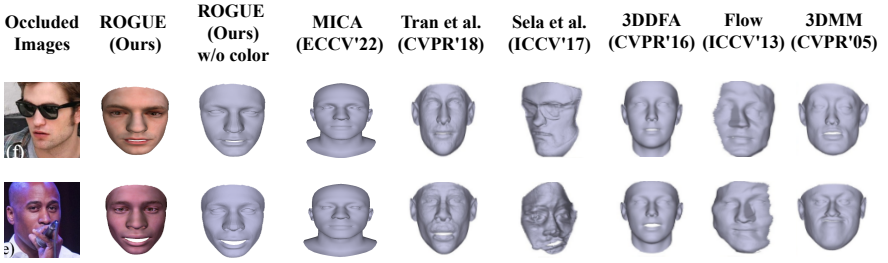 Occluded Images
ROGUE (Ours)
ROGUE (Ours) w/o color
MICA (ECCV'22)
Tran et al. (CVPR'18)
Sela et al. (ICCV'17)
3DDFA (CVPR'16)
Flow (ICCV'13)
3DMM (CVPR'05)
(f)
e)